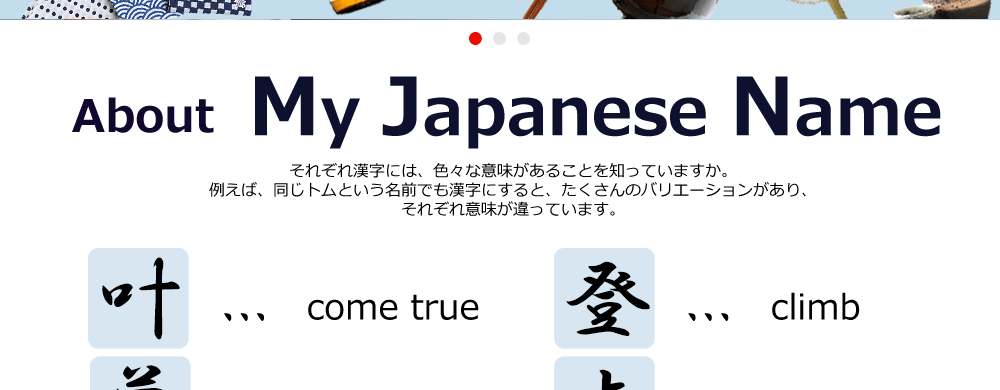 About My Japanese Name
それぞれ漢字には、色々な意味があることを知っていますか。
例えば、同じトムという名前でも漢字にすると、たくさんのバリエーションがあり、
それぞれ意味が違っています。
叶 、、、 come true
登 、、、 climb